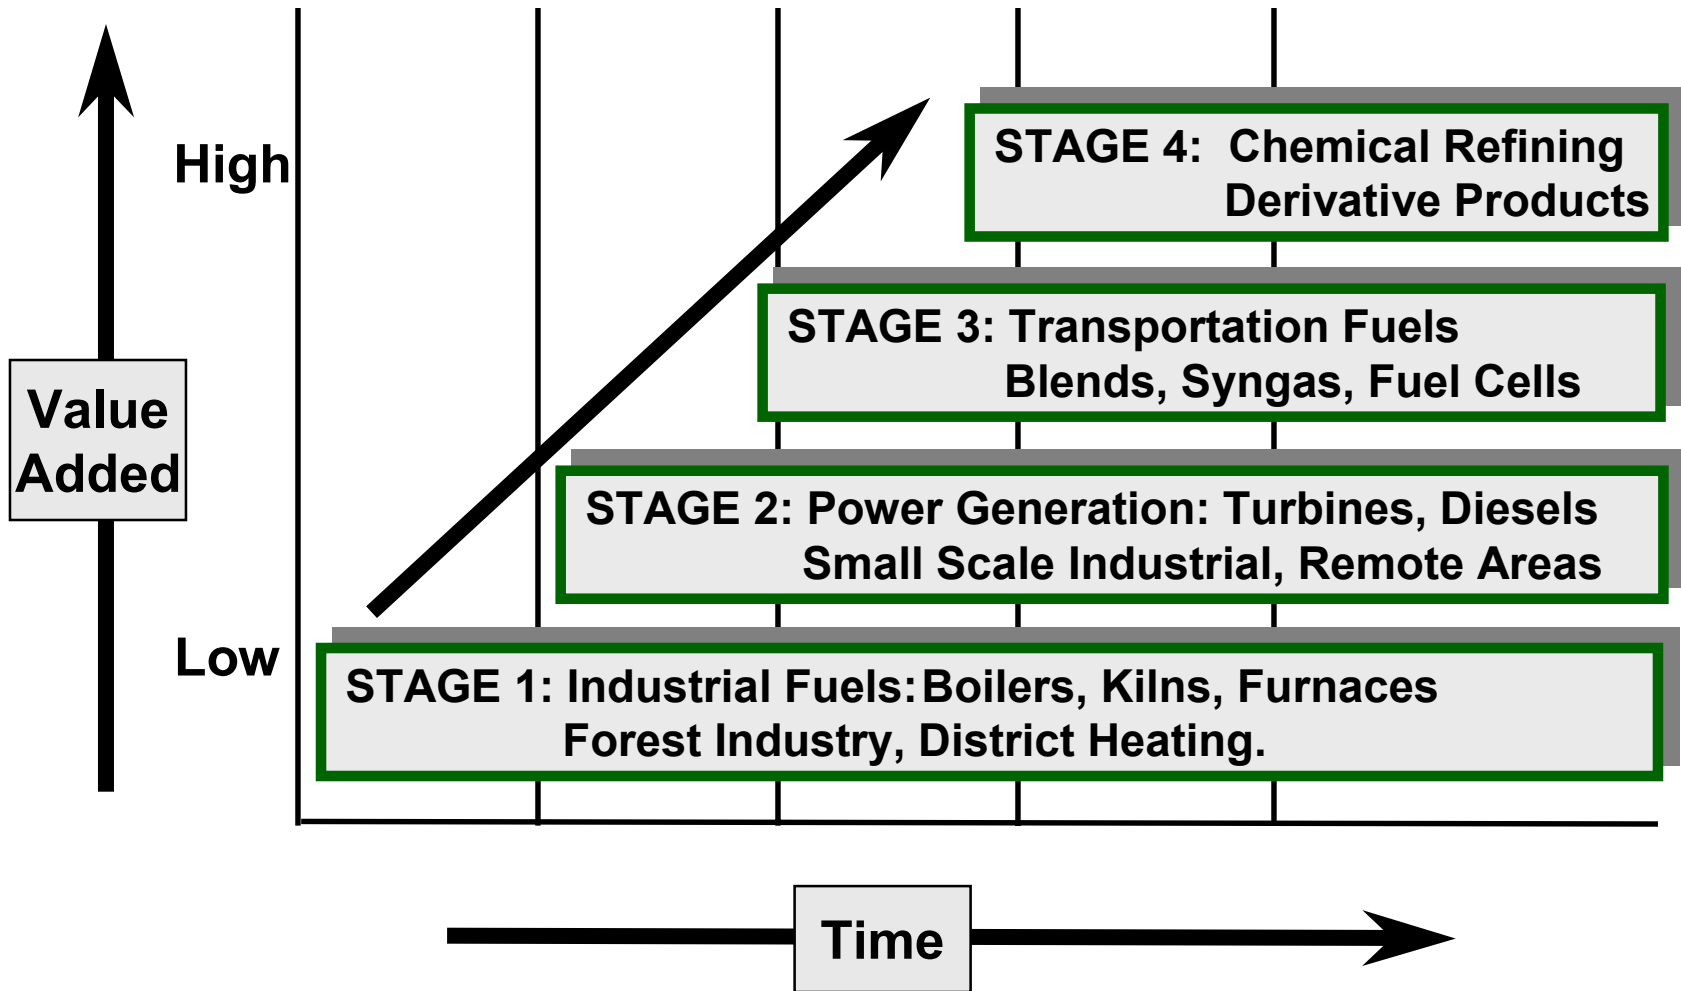 High
STAGE 4: Chemical Refining
Derivative Products
STAGE 3: Transportation Fuels
Blends, Syngas, Fuel Cells
Value
Added
STAGE 2: Power Generation: Turbines, Diesels
Small Scale Industrial, Remote Areas
Low
STAGE 1: Industrial Fuels: Boilers, Kilns, Furnaces
Forest Industry, District Heating.
Time